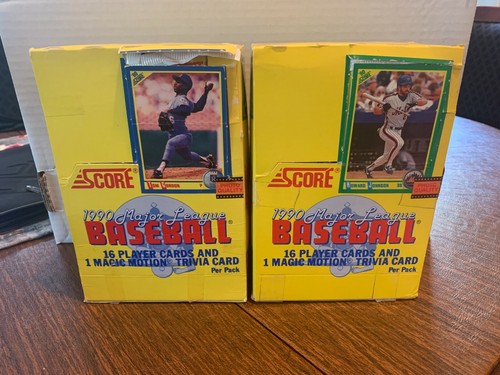 SCORE
1990 Major League
BASEBALL
16 PLAYER CARDS AND
1 MAGIC MOTION TRIVIA CARD
Per Pack
SCORE
1990 Major League
BASEBALL
16 PLAYER CARDS AND
1 MAGIC MOTION TRIVIA CARD
Per Pack